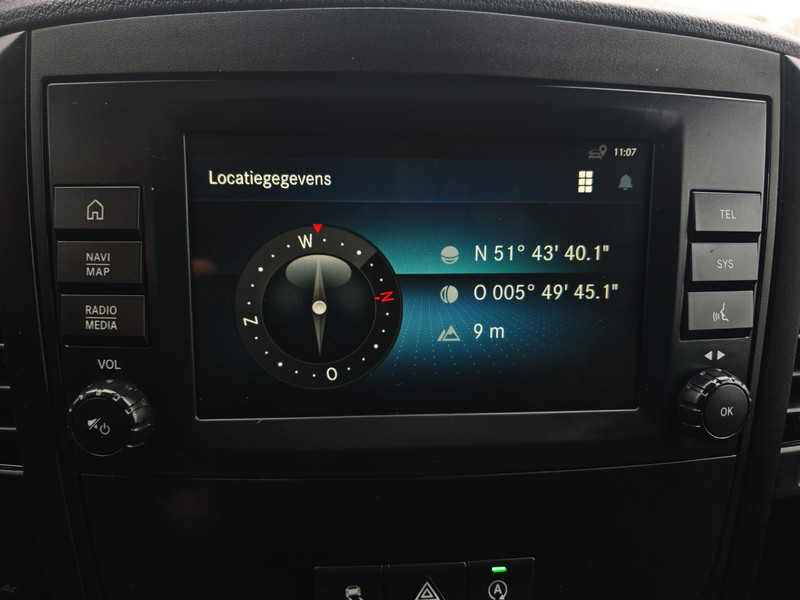 11:07
Locatiegegevens
W
N
Z
O
N 51° 43' 40.1"
O 005° 49' 45.1"
9 m
NAVI
MAP
RADIO
MEDIA
VOL
TEL
SYS
OK
A